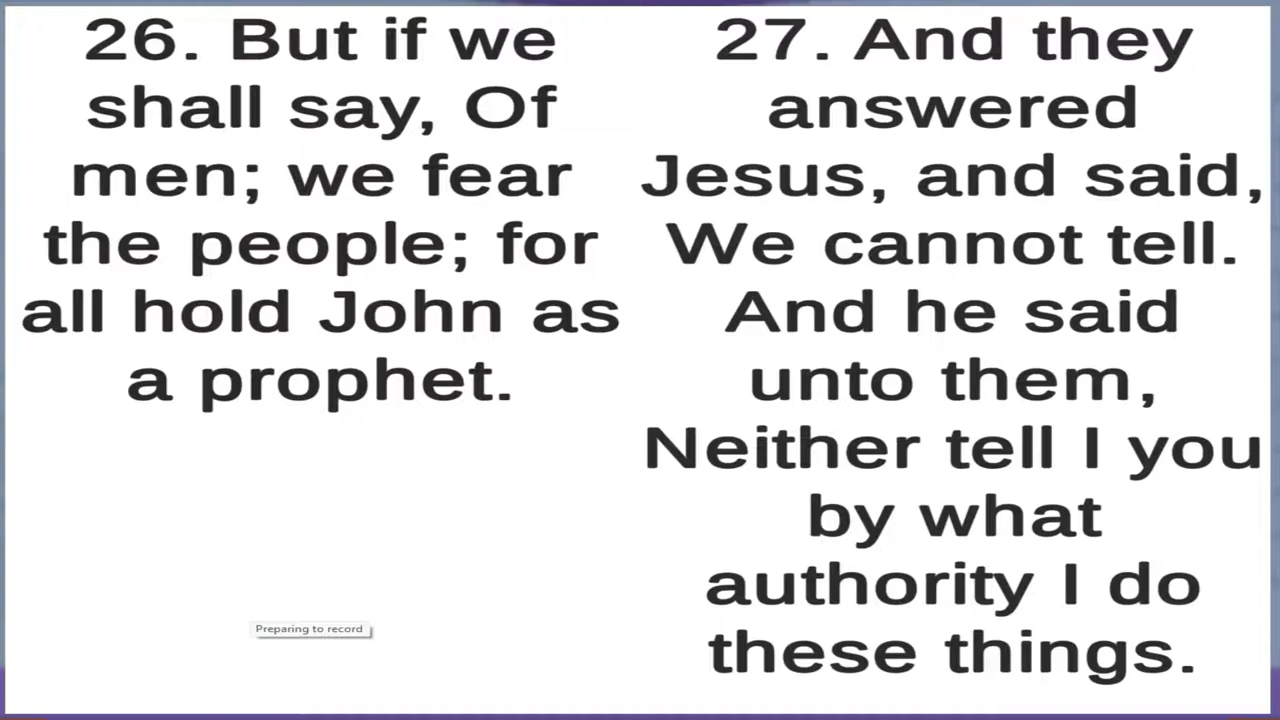 26. But if we
shall say, Of
men; we fear
the people; for
all hold John as
a prophet.
27. And they
answered
Jesus, and said,
We cannot tell.
And he said
unto them,
Neither tell I you
by what
authority I do
these things.
Preparing to record